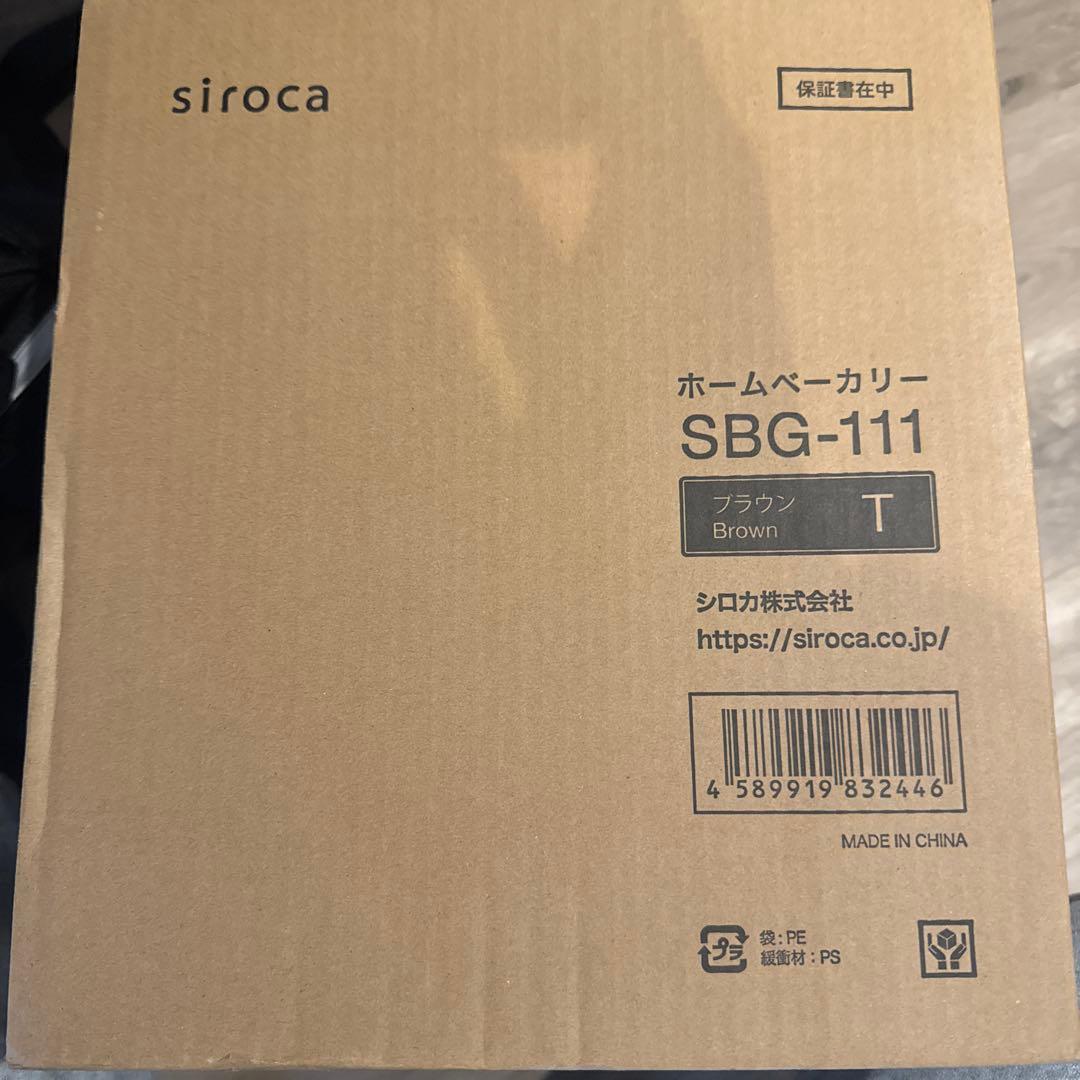 siroca
保証書在中
ホームベーカリー
SBG-111
ブラウン
Brown
T
シロカ株式会社
https://siroca.co.jp/
4 589919 832446
MADE IN CHINA
プラ
袋:PE
緩衝材:PS